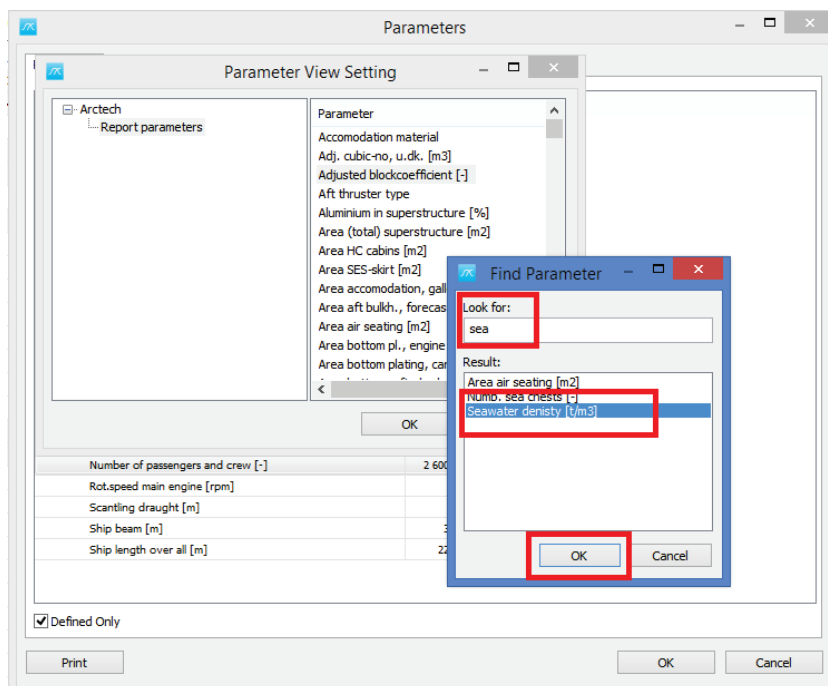 Parameters
Parameter View Setting
Arctech
Report parameters
Parameter
Accomodation material
Adj. cubic-no, u.dk. [m3]
Adjusted blockcoefficient [-]
Aft thruster type
Aluminium in superstructure [%]
Area (total) superstructure [m2]
Area HC cabins [m2]
Area SES-skirt [m2]
Area accomodation, gall
Area aft bulkh., forecas
Area air seating [m2]
Area bottom pl., engine
Area bottom plating, car
OK
Find Parameter
Look for:
sea
Result:
Area air seating [m2]
Numb. sea chests [-]
Seawater denisty [t/m3]
OK
Cancel
Number of passengers and crew [-] 2 600
Rot.speed main engine [rpm]
Scantling draught [m]
Ship beam [m] 3
Ship length over all [m] 22
Defined Only
Print
OK
Cancel